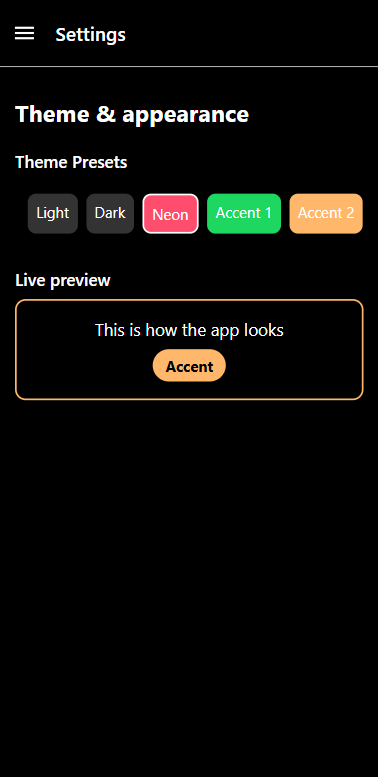 Settings
Theme & appearance
Theme Presets
Light Dark Neon Accent 1 Accent 2
Live preview
This is how the app looks
Accent